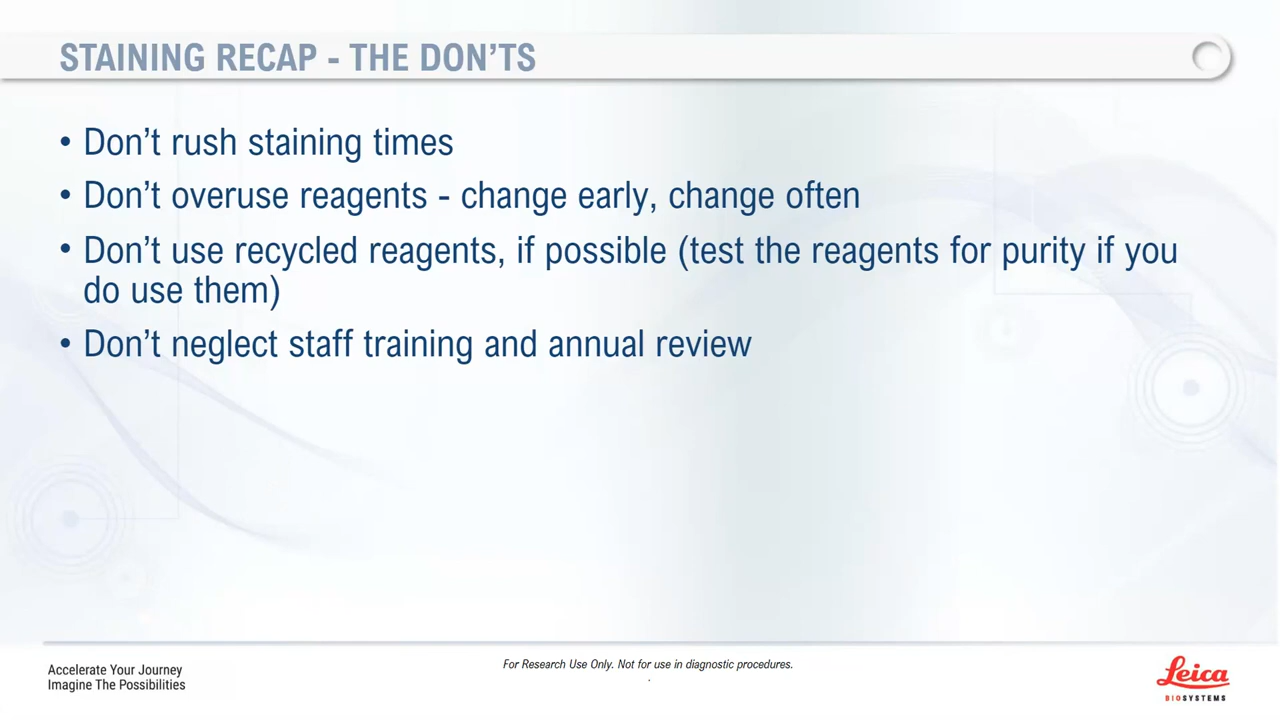 STAINING RECAP - THE DON'TS
• Don't rush staining times
• Don't overuse reagents - change early, change often
• Don't use recycled reagents, if possible (test the reagents for purity if you
do use them)
• Don't neglect staff training and annual review
Accelerate Your Journey
Imagine The Possibilities
For Research Use Only. Not for use in diagnostic procedures.
.
Leica
BIOSYSTEMS